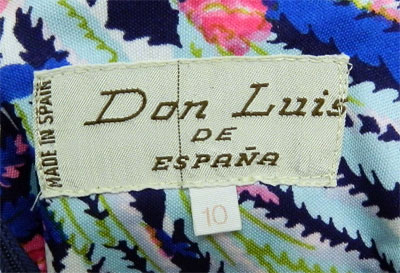 Don Luis
DE
ESPAÑA
MADE IN SPAIN
10